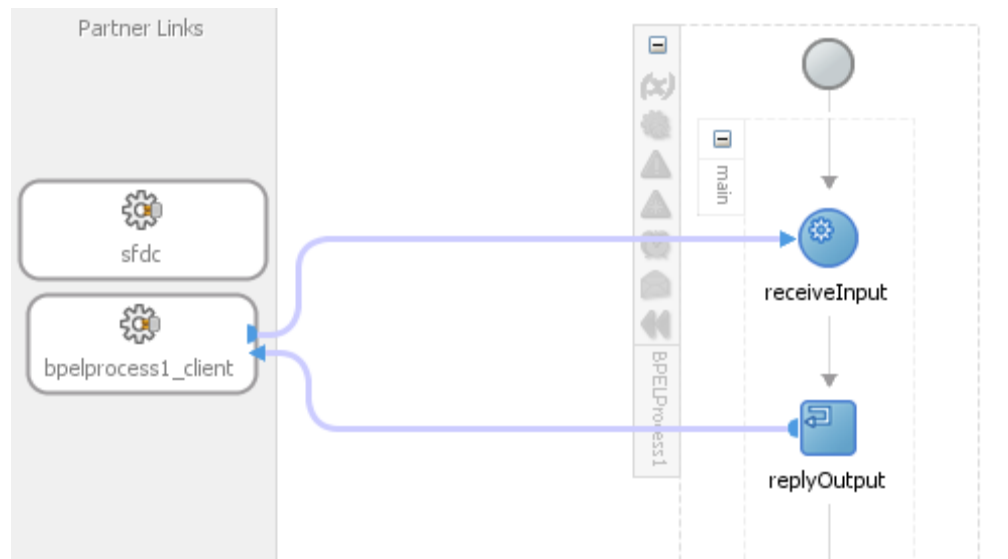 Partner Links
sfdc
bpelprocess1_client
BPELProcess1
main
receiveInput
replyOutput